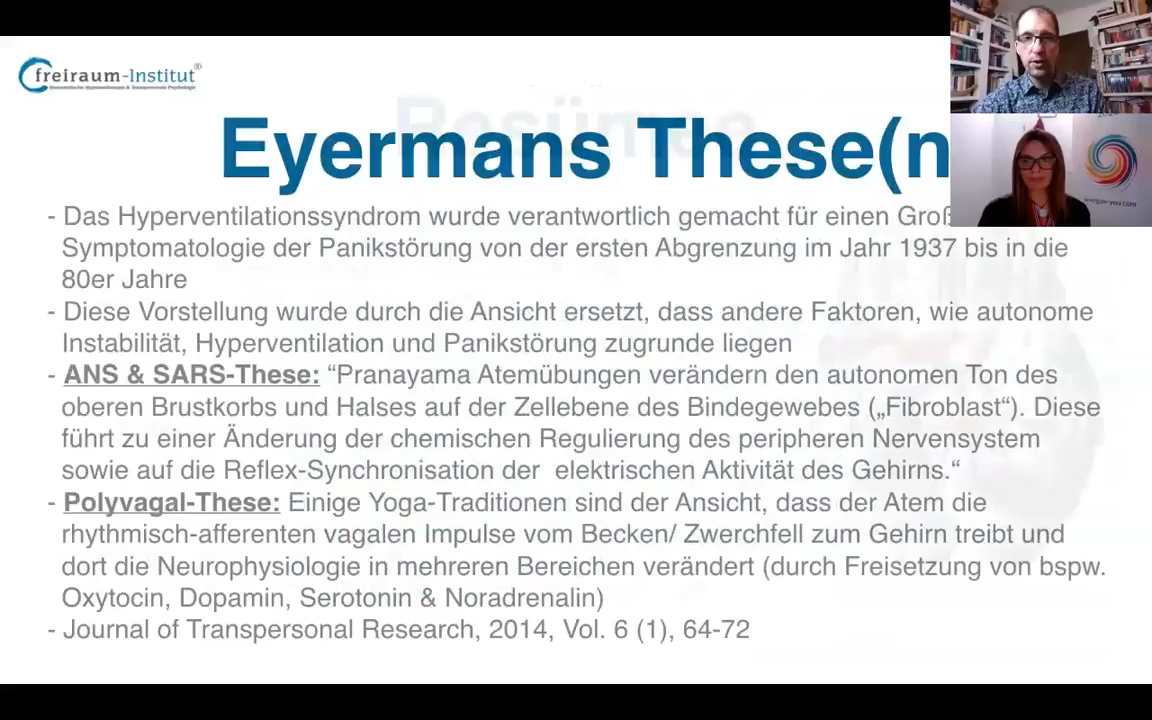 freiraum-Institut®
Resümee
Eyermans These(n
- Das Hyperventilationssyndrom wurde verantwortlich gemacht für einen Groß
Symptomatologie der Panikstörung von der ersten Abgrenzung im Jahr 1937 bis in die
80er Jahre
- Diese Vorstellung wurde durch die Ansicht ersetzt, dass andere Faktoren, wie autonome
Instabilität, Hyperventilation und Panikstörung zugrunde liegen
- ANS & SARS-These: “Pranayama Atemübungen verändern den autonomen Ton des
oberen Brustkorbs und Halses auf der Zellebene des Bindegewebes („Fibroblast“). Diese
führt zu einer Änderung der chemischen Regulierung des peripheren Nervensystem
sowie auf die Reflex-Synchronisation der  elektrischen Aktivität des Gehirns.“
- Polyvagal-These: Einige Yoga-Traditionen sind der Ansicht, dass der Atem die
rhythmisch-afferenten vagalen Impulse vom Becken/ Zwerchfell zum Gehirn treibt und
dort die Neurophysiologie in mehreren Bereichen verändert (durch Freisetzung von bspw.
Oxytocin, Dopamin, Serotonin & Noradrenalin)
- Journal of Transpersonal Research, 2014, Vol. 6 (1), 64-72